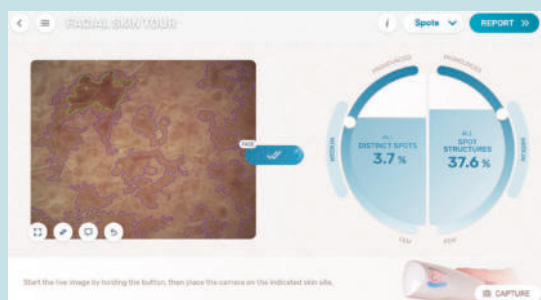 FACIAL SKIN TOUR
i
Spots
REPORT
PRONOUNCED
PRONOUNCED
MEDIUM
MEDIUM
ALL
DISTINCT SPOTS
3.7 %
ALL
SPOT
STRUCTURES
37.6 %
FACE
FEW
FEW
Start the live image by holding the button, then place the camera on the indicated skin site.
CAPTURE